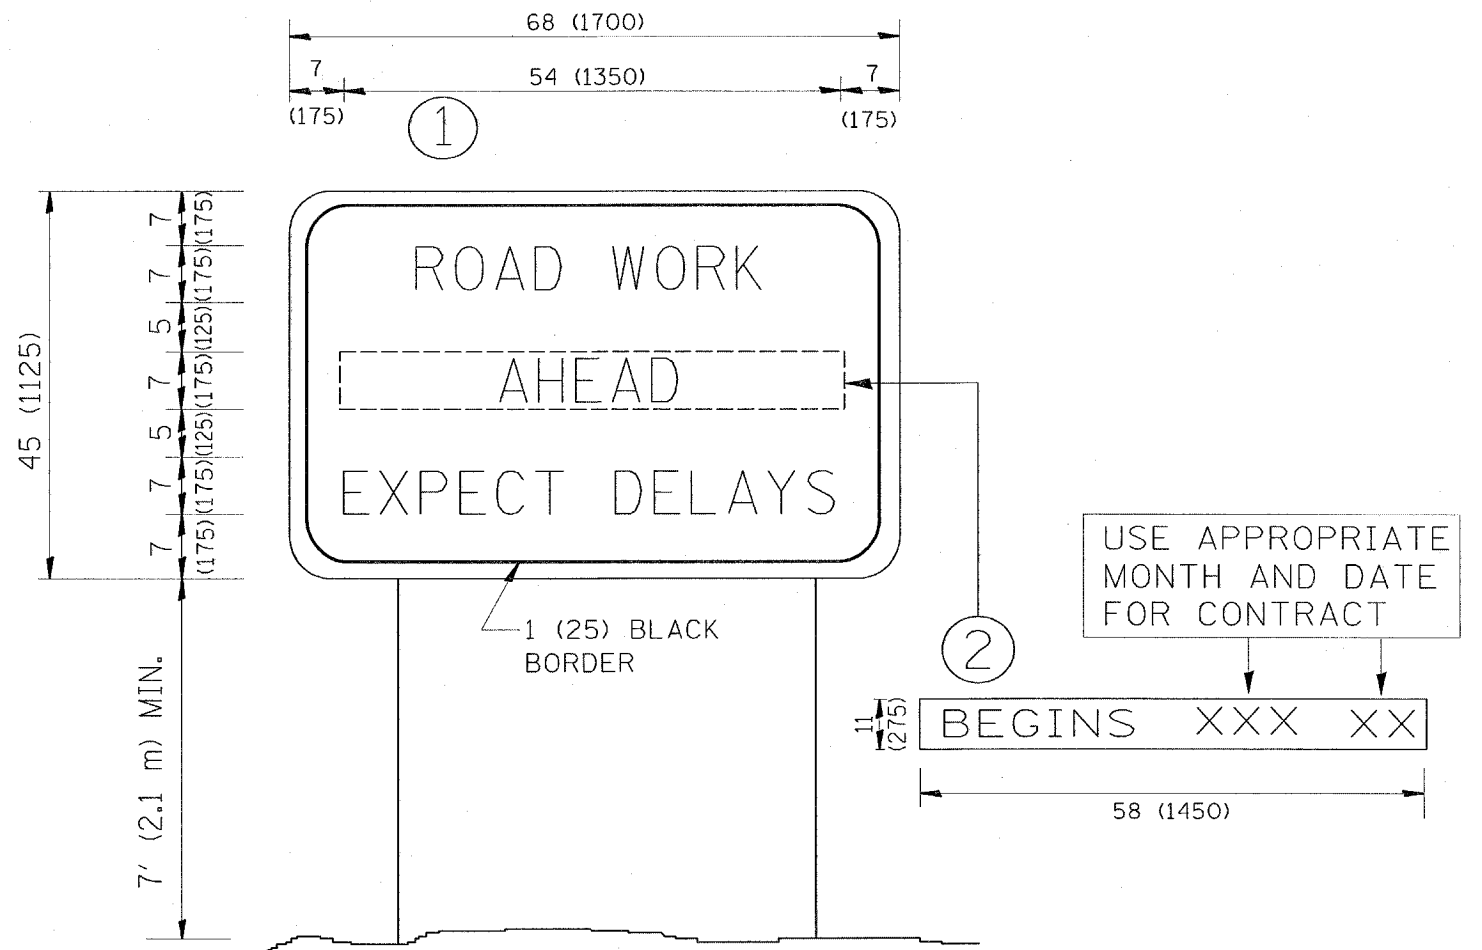 68 (1700)
7
54 (1350)
7
(175)
(175)
1
7
(175)
7
(175)
5
(125)
7
(175)
5
(125)
7
(175)
7
(175)
45 (1125)
ROAD WORK
AHEAD
EXPECT DELAYS
1 (25) BLACK
BORDER
7' (2.1 m) MIN.
2
USE APPROPRIATE
MONTH AND DATE
FOR CONTRACT
11
(275)
BEGINS XXX XX
58 (1450)